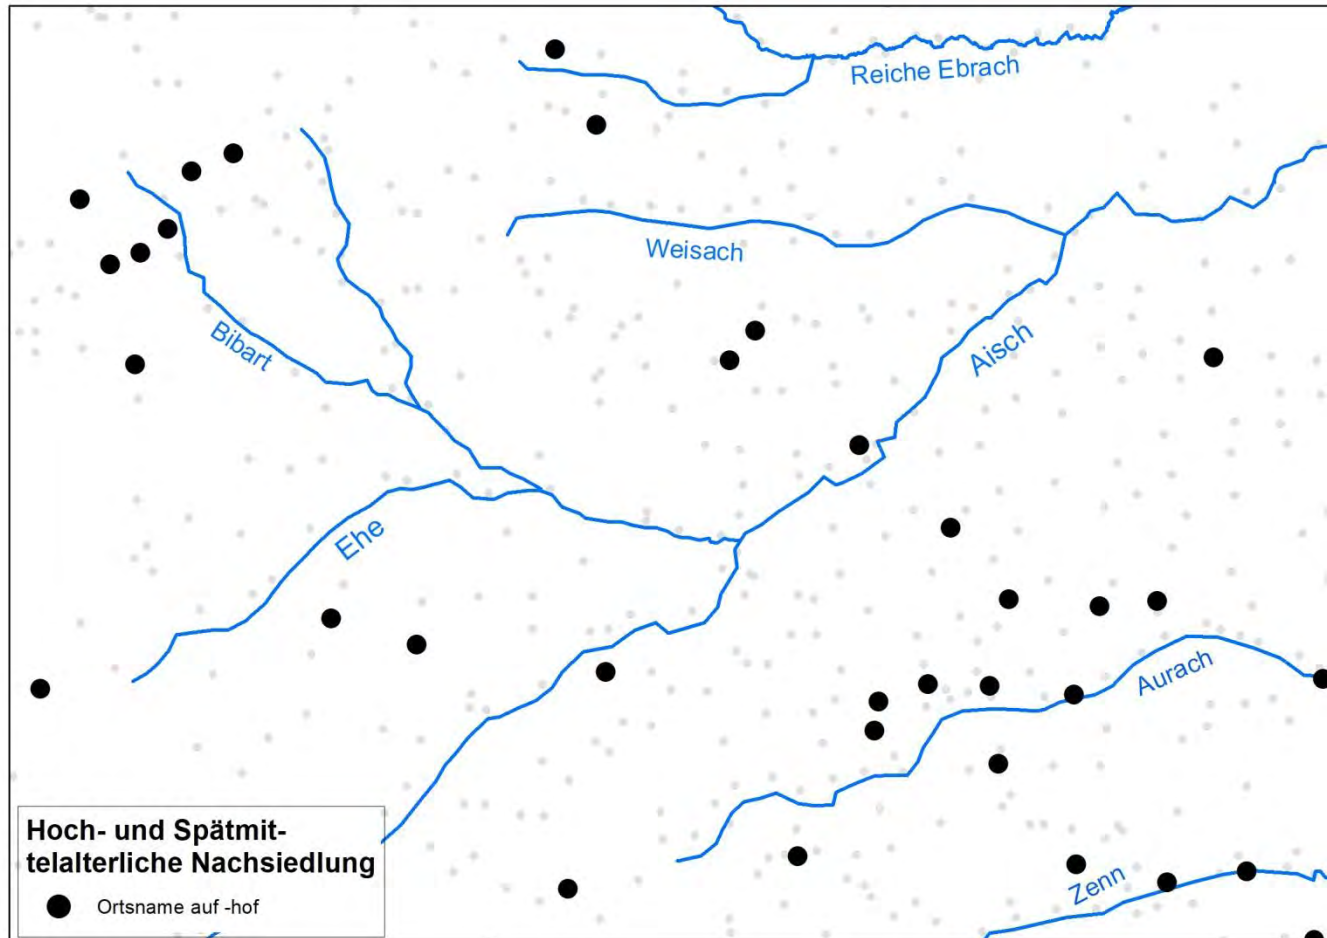 Reiche Ebrach
Weisach
Aisch
Bibart
Ehe
Aurach
Zenn
Hoch- und Spätmit-
telalterliche Nachsiedlung
Ortsname auf -hof